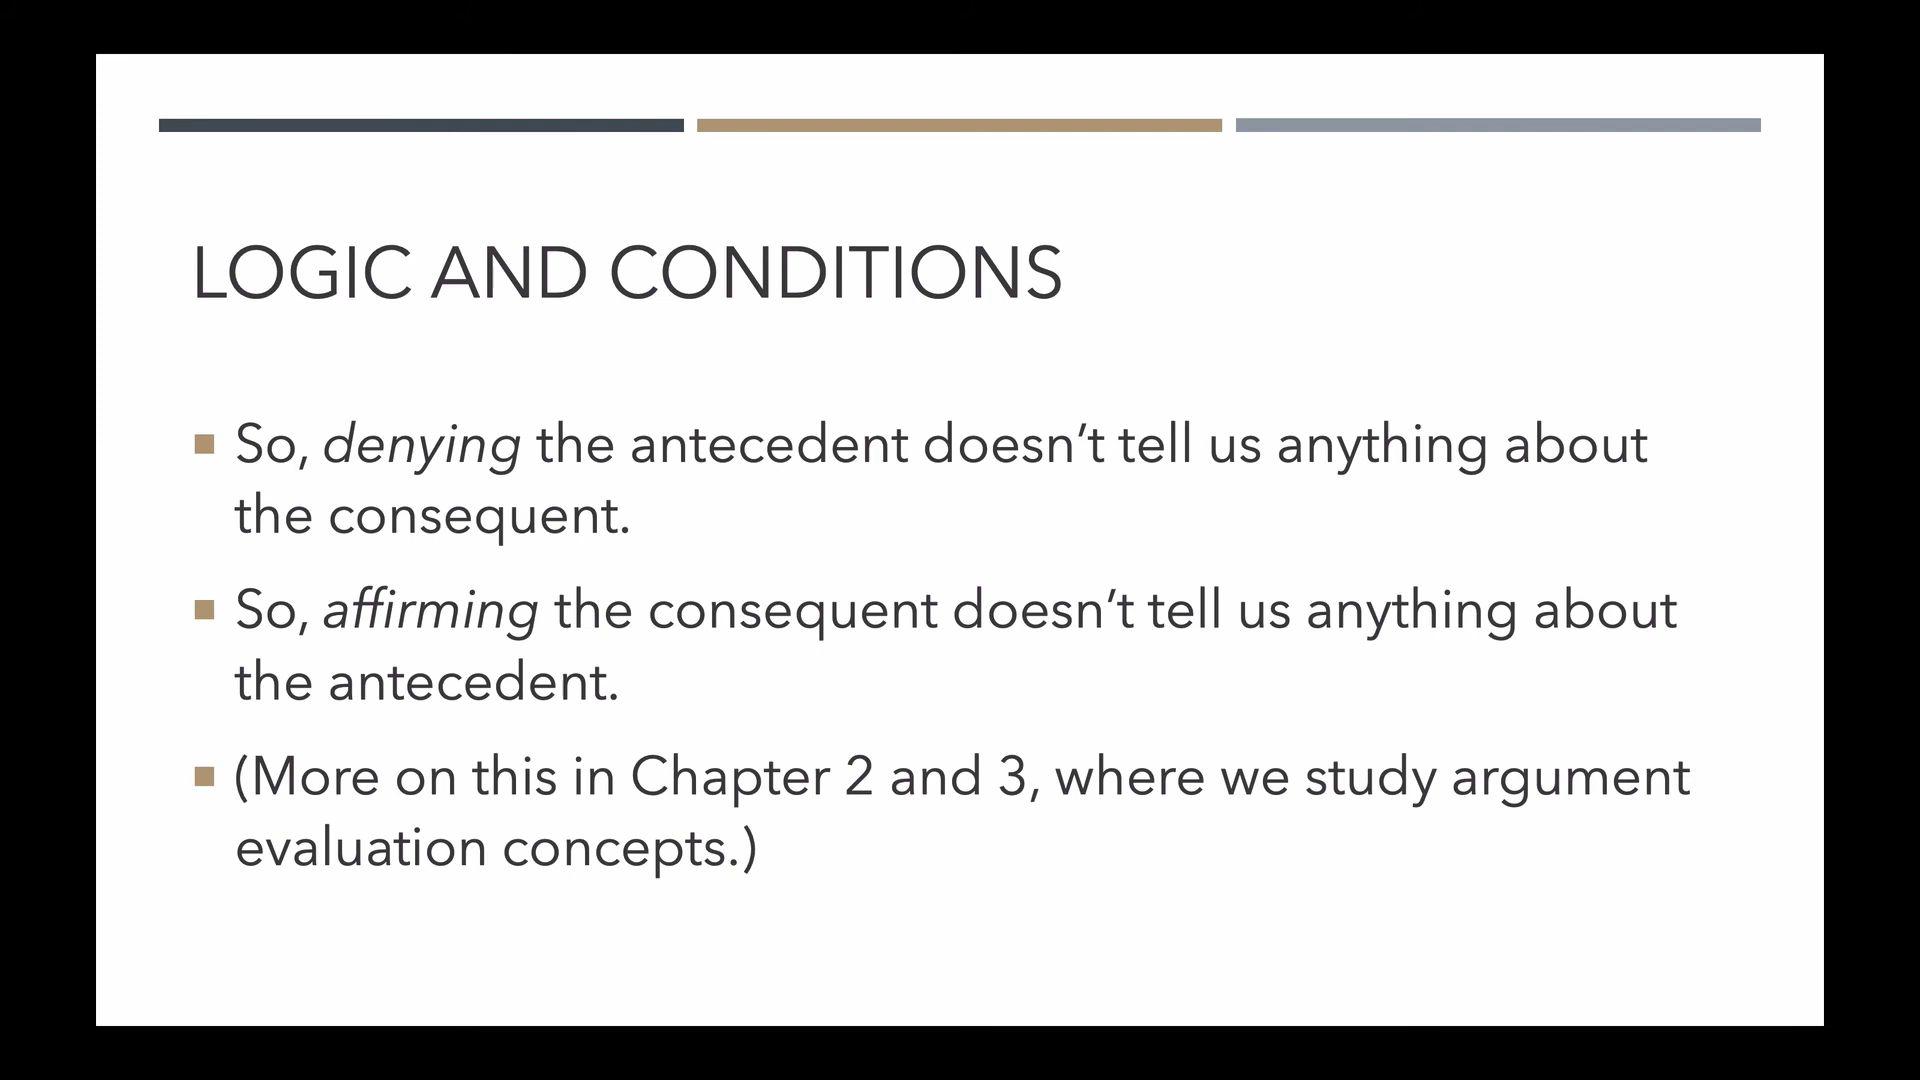 LOGIC AND CONDITIONS
■ So, denying the antecedent doesn’t tell us anything about
the consequent.
■ So, affirming the consequent doesn’t tell us anything about
the antecedent.
■ (More on this in Chapter 2 and 3, where we study argument
evaluation concepts.)